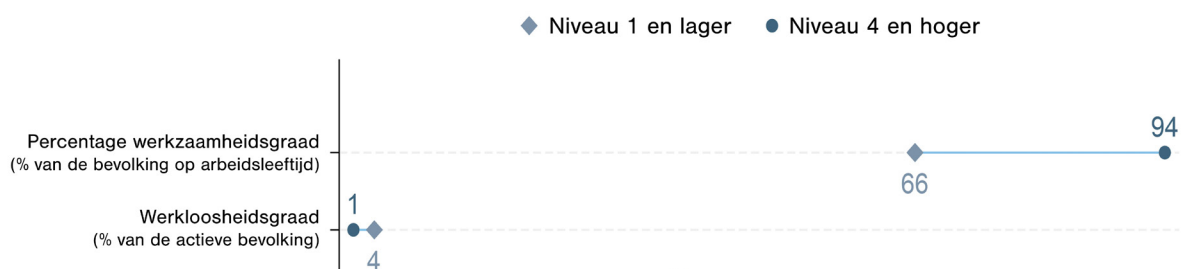 Niveau 1 en lager Niveau 4 en hoger
94
Percentage werkzaamheidsgraad
(% van de bevolking op arbeidsleeftijd)
66
1
Werkloosheidsgraad
(% van de actieve bevolking)
4